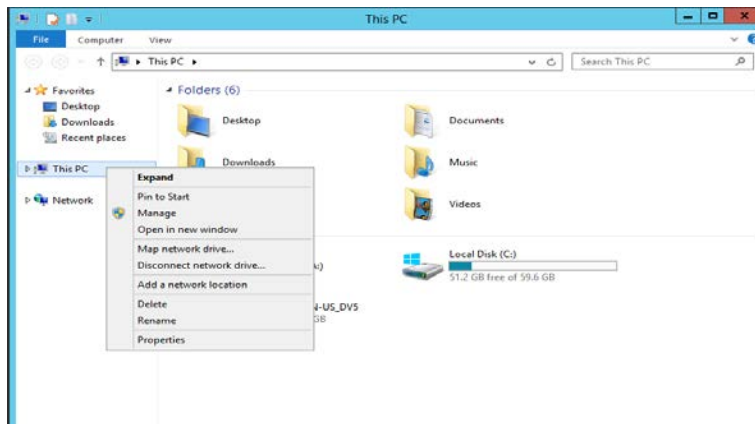 This PC
File Computer View
This PC
Search This PC
Favorites
Desktop
Downloads
Recent places
This PC
Network
Folders (6)
Desktop
Documents
Downloads
Music
Videos
Expand
Pin to Start
Manage
Open in new window
Map network drive...
Disconnect network drive...
Add a network location
Delete
Rename
Properties
Local Disk (C:)
51.2 GB free of 59.6 GB
N-US_DV5
GB